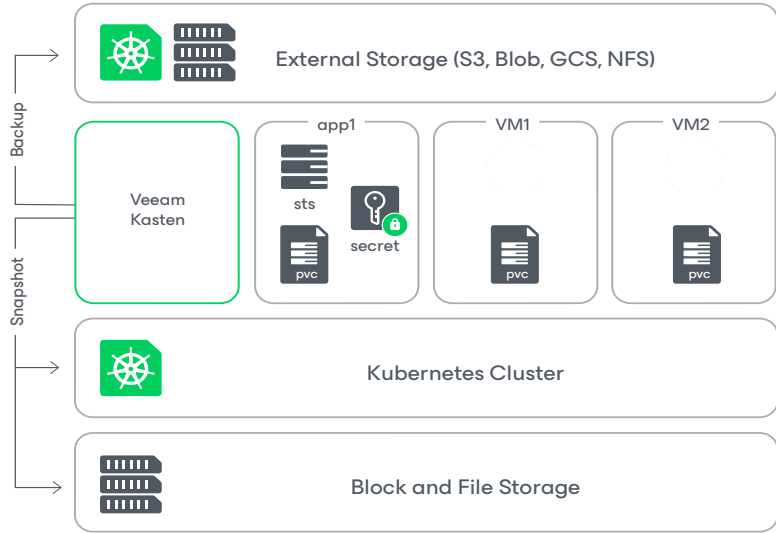 External Storage (S3, Blob, GCS, NFS)
Backup
Veeam
Kasten
app1
sts
secret
pvc
VM1
pvc
VM2
pvc
Snapshot
Kubernetes Cluster
Block and File Storage